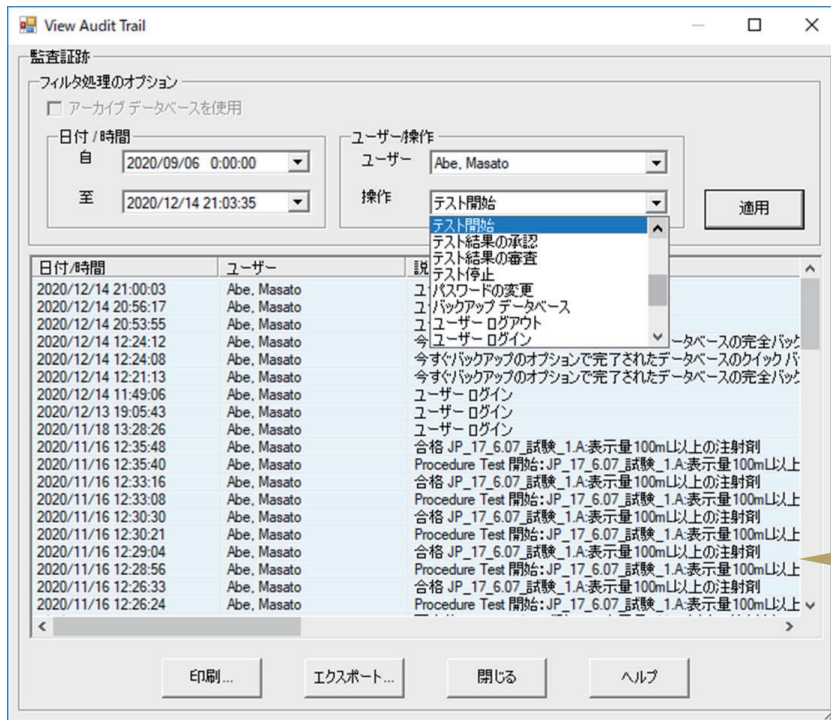 View Audit Trail
監査証跡
フィルタ処理のオプション
アーカイブ データベースを使用
日付 / 時間
自 2020/09/06 0:00:00
至 2020/12/14 21:03:35
ユーザー/操作
ユーザー Abe, Masato
操作 テスト開始
テスト開始
テスト結果の承認
テスト結果の審査
テスト停止
パスワードの変更
バックアップ データベース
ユーザー ログアウト
ユーザー ログイン
適用
日付/時間 ユーザー 説
2020/12/14 21:00:03 Abe, Masato ユ
2020/12/14 20:56:17 Abe, Masato ユ
2020/12/14 20:53:55 Abe, Masato ユ
2020/12/14 12:24:12 Abe, Masato 今 ータベースの完全バック
2020/12/14 12:24:08 Abe, Masato 今すぐバックアップのオプションで完了されたデータベースのクイック バ
2020/12/14 12:21:13 Abe, Masato 今すぐバックアップのオプションで完了されたデータベースの完全バック
2020/12/14 11:49:06 Abe, Masato ユーザー ログイン
2020/12/13 19:05:43 Abe, Masato ユーザー ログイン
2020/11/18 13:28:26 Abe, Masato ユーザー ログイン
2020/11/16 12:35:48 Abe, Masato 合格 JP_17_6.07_試験_1.A:表示量100mL以上の注射剤
2020/11/16 12:35:40 Abe, Masato Procedure Test 開始: JP_17_6.07_試験_1.A:表示量100mL以上
2020/11/16 12:33:16 Abe, Masato 合格 JP_17_6.07_試験_1.A:表示量100mL以上の注射剤
2020/11/16 12:33:08 Abe, Masato Procedure Test 開始: JP_17_6.07_試験_1.A:表示量100mL以上
2020/11/16 12:30:30 Abe, Masato 合格 JP_17_6.07_試験_1.A:表示量100mL以上の注射剤
2020/11/16 12:30:21 Abe, Masato Procedure Test 開始: JP_17_6.07_試験_1.A:表示量100mL以上
2020/11/16 12:29:04 Abe, Masato 合格 JP_17_6.07_試験_1.A:表示量100mL以上の注射剤
2020/11/16 12:28:56 Abe, Masato Procedure Test 開始: JP_17_6.07_試験_1.A:表示量100mL以上
2020/11/16 12:26:33 Abe, Masato 合格 JP_17_6.07_試験_1.A:表示量100mL以上の注射剤
2020/11/16 12:26:24 Abe, Masato Procedure Test 開始: JP_17_6.07_試験_1.A:表示量100mL以上
印刷... エクスポート... 閉じる ヘルプ